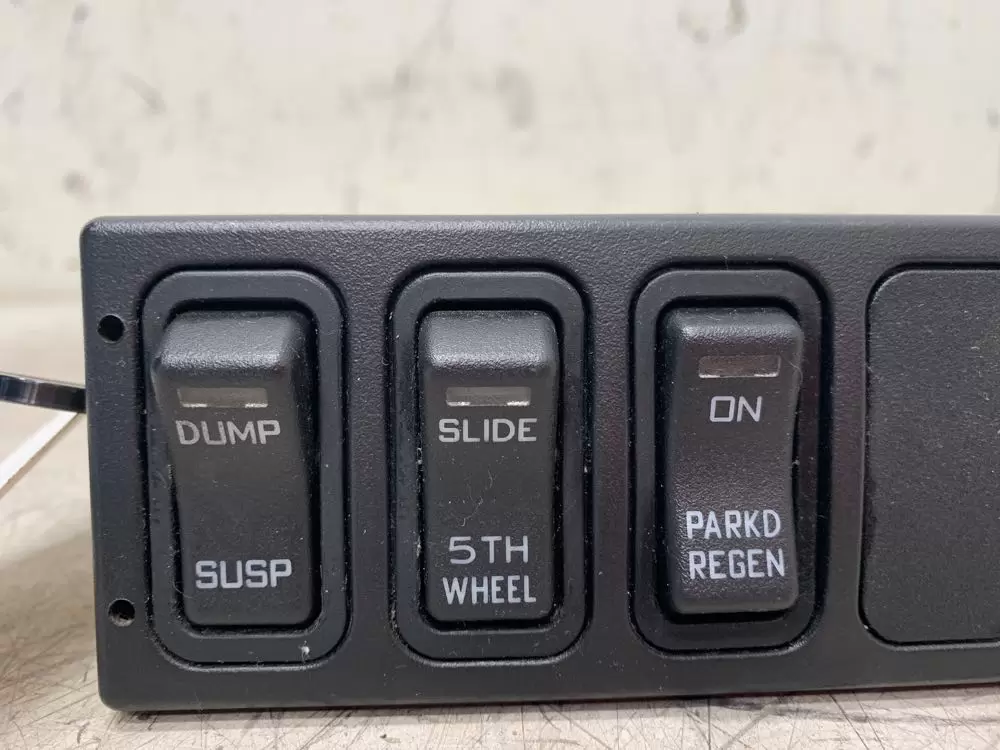 DUMP
SUSP
SLIDE
5TH
WHEEL
ON
PARKD
REGEN